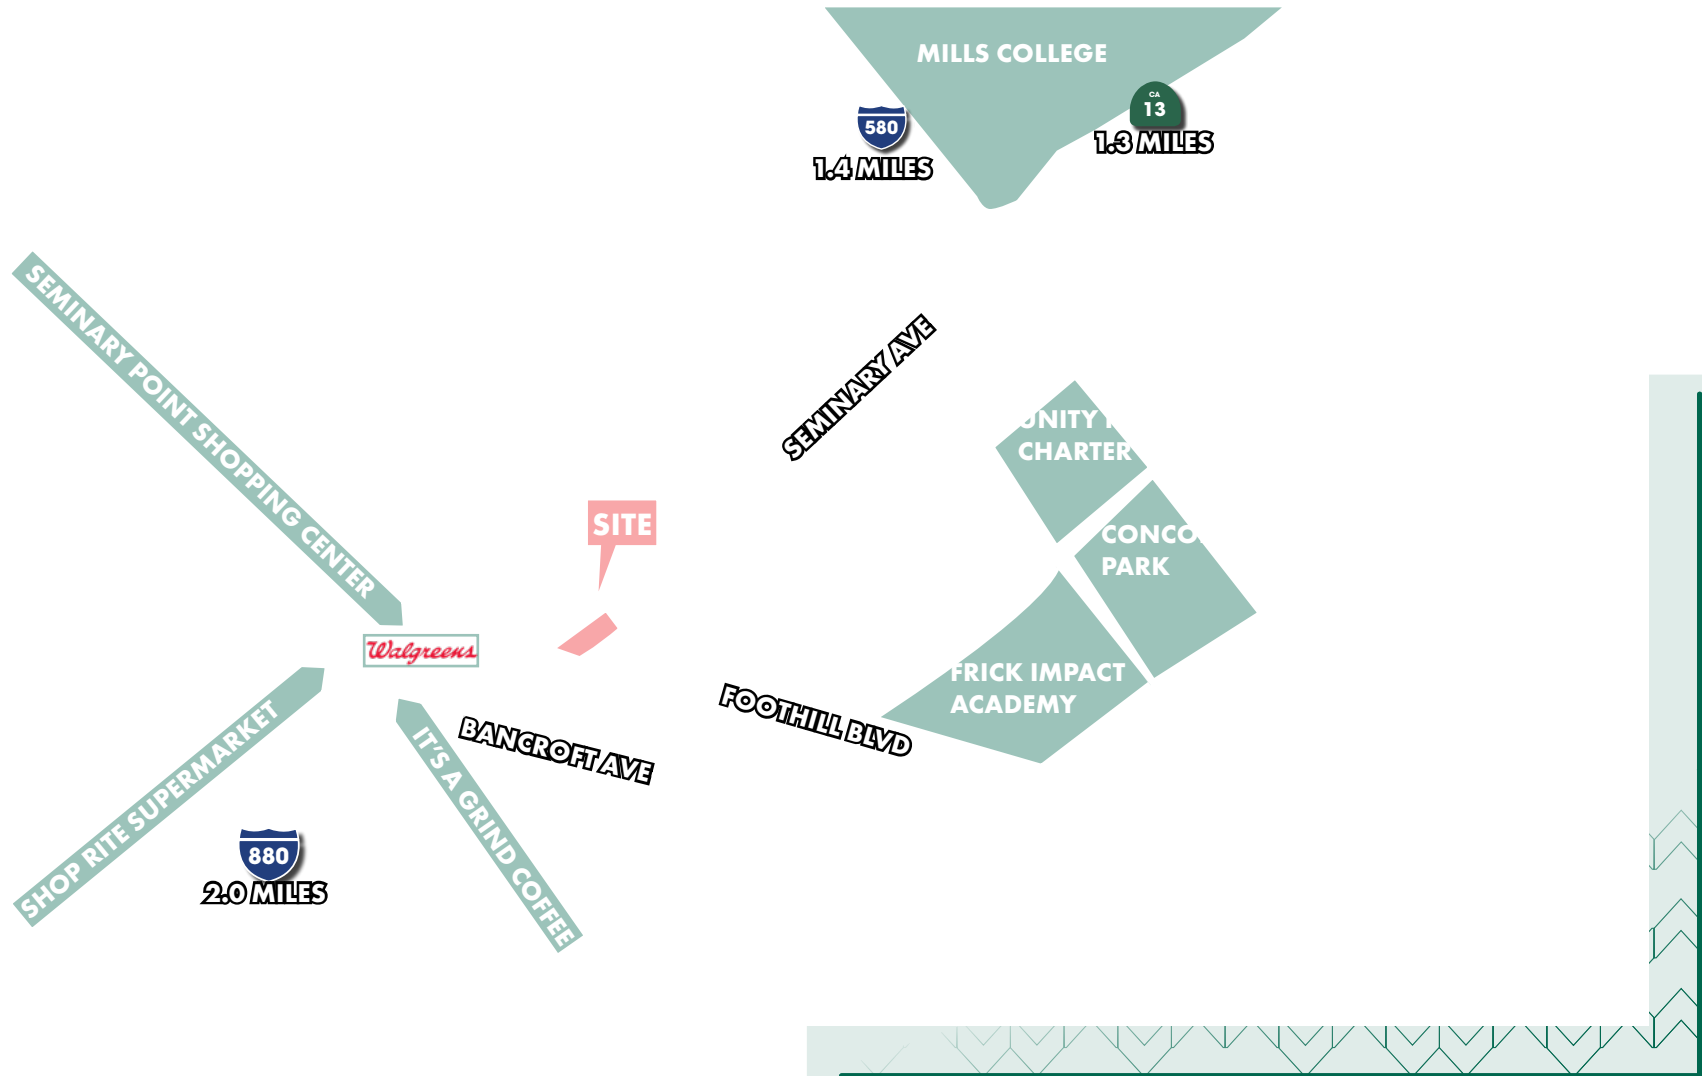 MILLS COLLEGE
CA
13
1.3 MILES
580
1.4 MILES
SEMINARY POINT SHOPPING CENTER
SEMINARY AVE
UNITY
CHARTER
SITE
CONCO
PARK
Walgreens
FRICK IMPACT
ACADEMY
FOOTHILL BLVD
BANCROFT AVE
SHOP RITE SUPERMARKET
IT'S A GRIND COFFEE
880
2.0 MILES